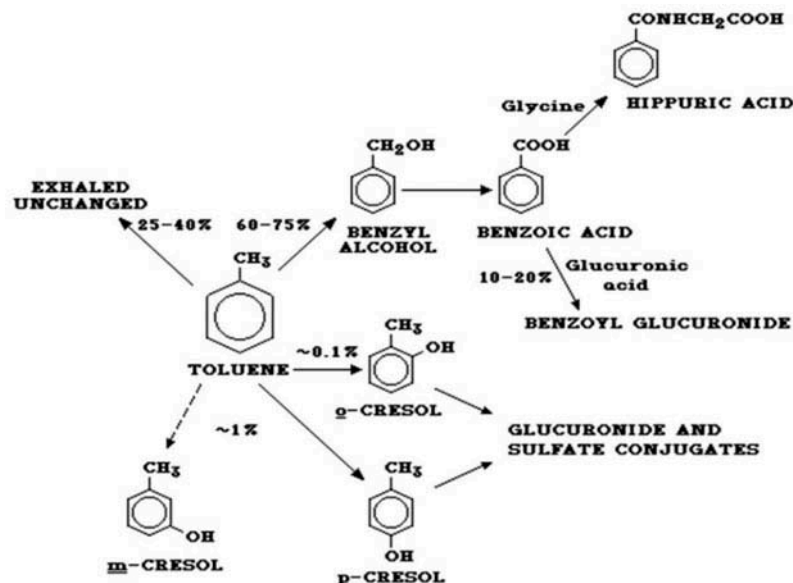 CONHCH2COOH
Glycine
HIPPURIC ACID
CH2OH
COOH
EXHALED
UNCHANGED
25-40%
60-75%
BENZYL
ALCOHOL
BENZOIC ACID
CH3
10-20%
Glucuronic
acid
BENZOYL GLUCURONIDE
CH3
OH
~0.1%
TOLUENE
o-CRESOL
~1%
GLUCURONIDE AND
SULFATE CONJUGATES
CH3
OH
m-CRESOL
CH3
OH
p-CRESOL